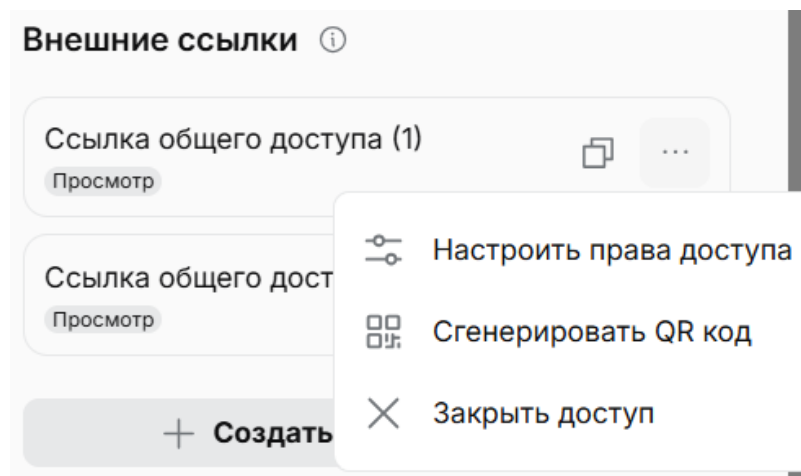 Внешние ссылки
Ссылка общего доступа (1)
Просмотр
Настроить права доступа
Ссылка общего дост
Просмотр
Сгенерировать QR код
Закрыть доступ
Создать